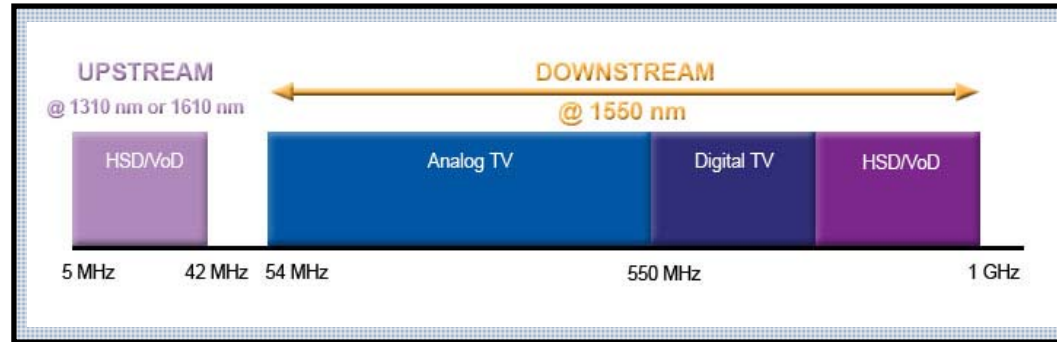 UPSTREAM
@ 1310 nm or 1610 nm
DOWNSTREAM
@ 1550 nm
HSD/VoD
Analog TV
Digital TV
HSD/VoD
5 MHz
42 MHz
54 MHz
550 MHz
1 GHz